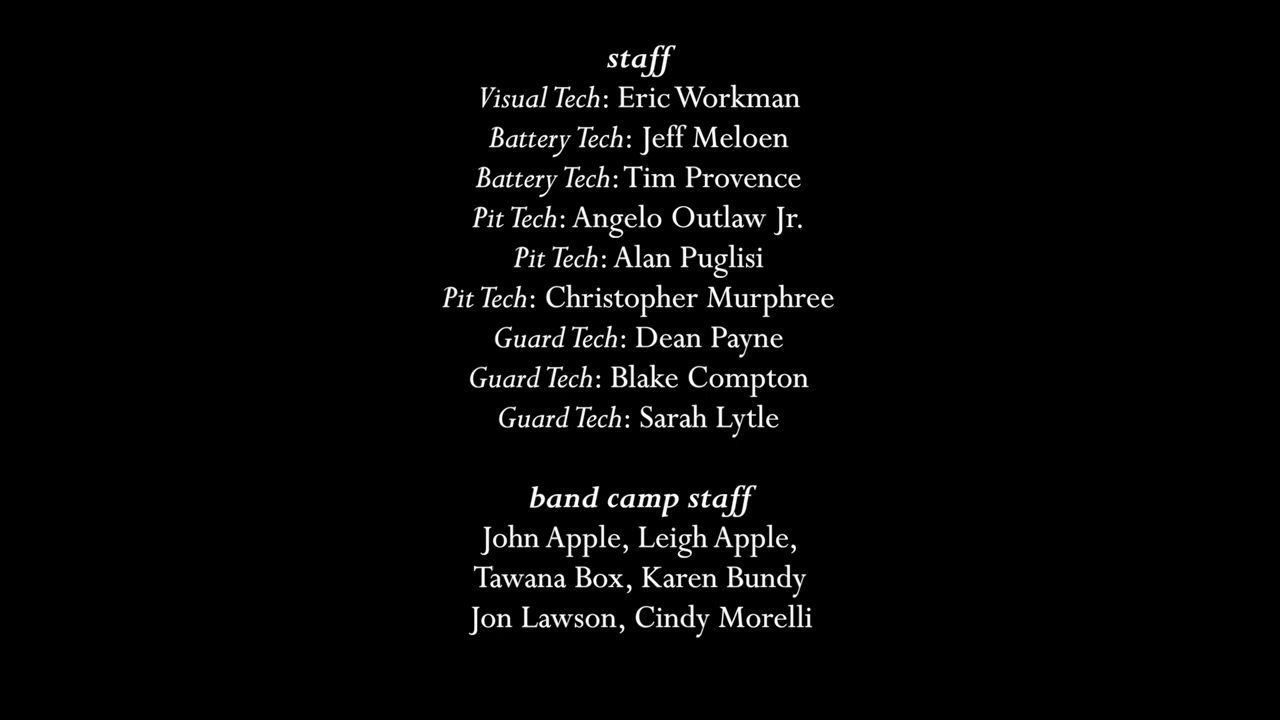 staff
Visual Tech: Eric Workman
Battery Tech: Jeff Meloen
Battery Tech: Tim Provence
Pit Tech: Angelo Outlaw Jr.
Pit Tech: Alan Puglisi
Pit Tech: Christopher Murphree
Guard Tech: Dean Payne
Guard Tech: Blake Compton
Guard Tech: Sarah Lytle
band camp staff
John Apple, Leigh Apple,
Tawana Box, Karen Bundy
Jon Lawson, Cindy Morelli